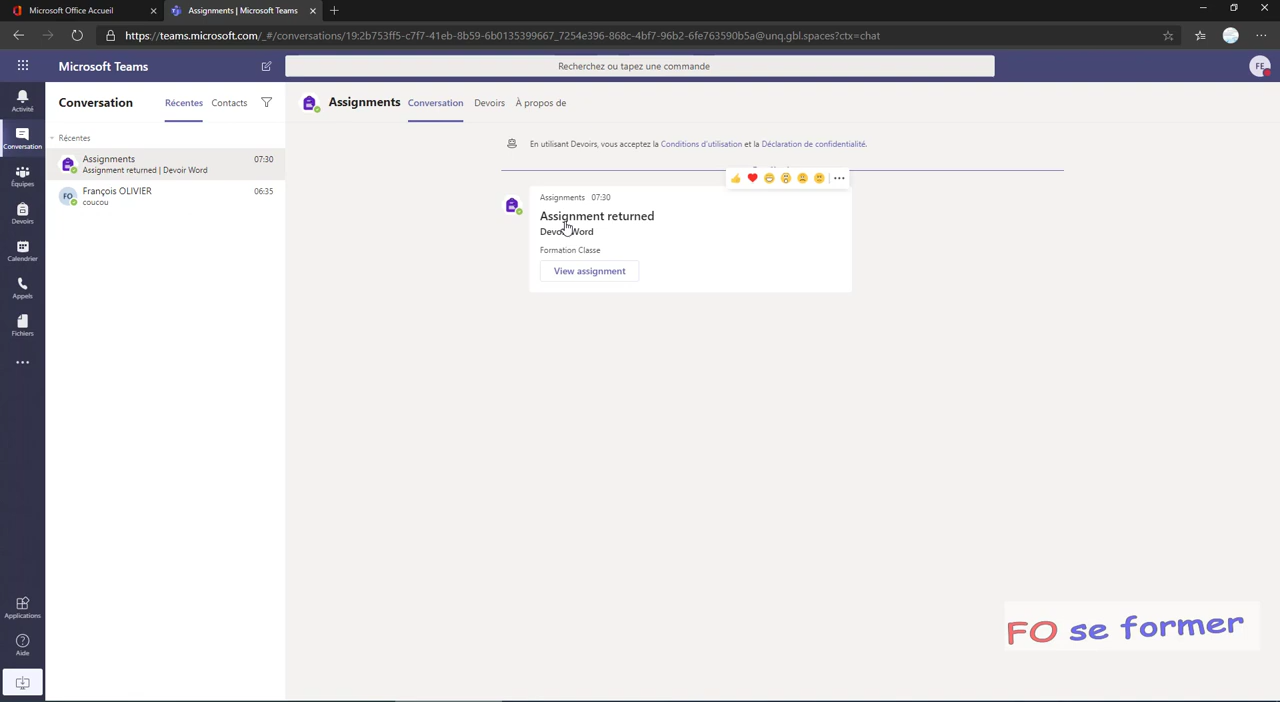 Microsoft Office Accueil
Assignments | Microsoft Teams
https://teams.microsoft.com/_#/conversations/19:2b753ff5-c7f7-41eb-8b59-6b0135399667_7254e396-868c-4bf7-96b2-6fe763590b5a@unq.gbl.spaces?ctx=chat
Microsoft Teams
Recherchez ou tapez une commande
FE
Activité
Conversation
Équipes
Devoirs
Calendrier
Appels
Fichiers
Applications
Aide
Conversation
Récentes
Contacts
Récentes
Assignments 07:30
Assignment returned | Devoir Word
FO
François OLIVIER 06:35
coucou
Assignments
Conversation
Devoirs
À propos de
En utilisant Devoirs, vous acceptez la Conditions d'utilisation et la Déclaration de confidentialité.
Assignments 07:30
Assignment returned
Word
Formation Classe
View assignment
FO se former